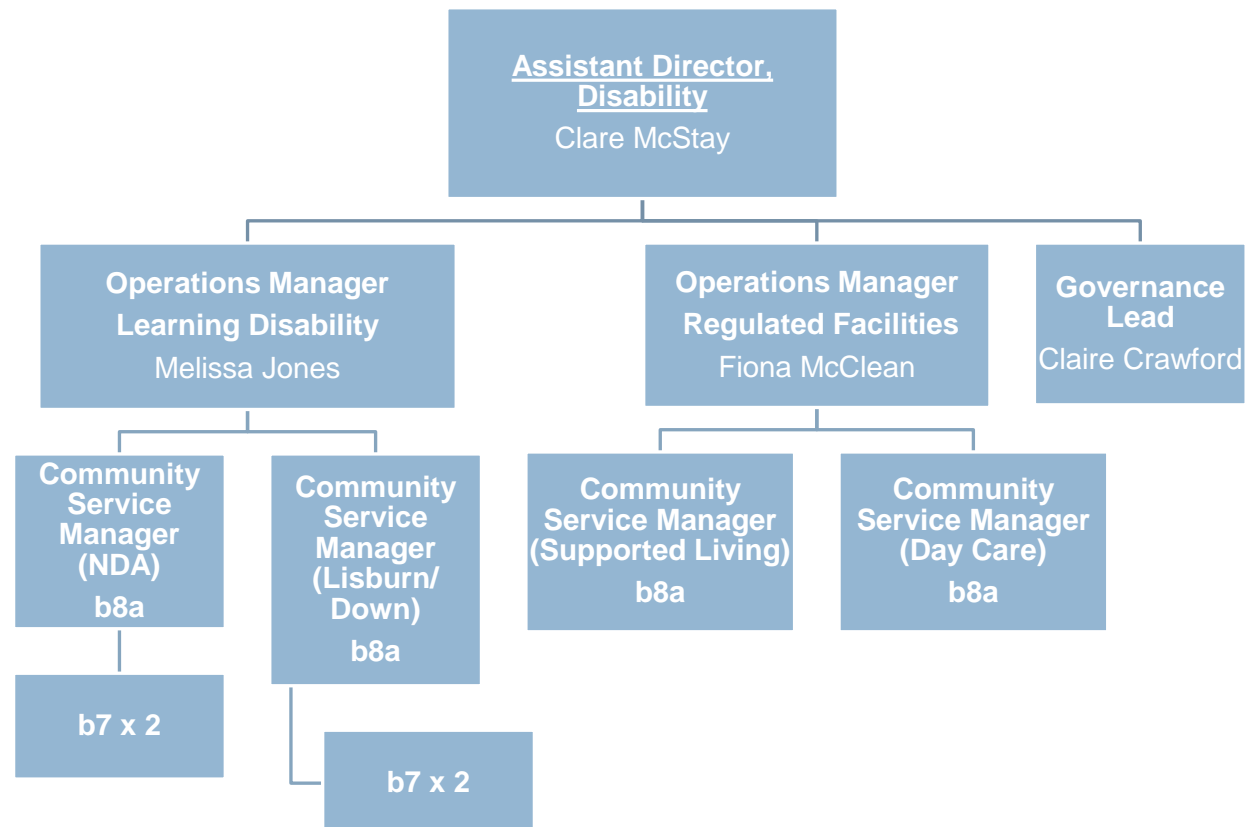 Assistant Director,
Disability
Clare McStay
Operations Manager
Learning Disability
Melissa Jones
Operations Manager
Regulated Facilities
Fiona McClean
Governance
Lead
Claire Crawford
Community
Service
Manager
(NDA)
b8a
Community
Service
Manager
(Lisburn/
Down)
b8a
Community
Service Manager
(Supported Living)
b8a
Community
Service Manager
(Day Care)
b8a
b7 x 2
b7 x 2